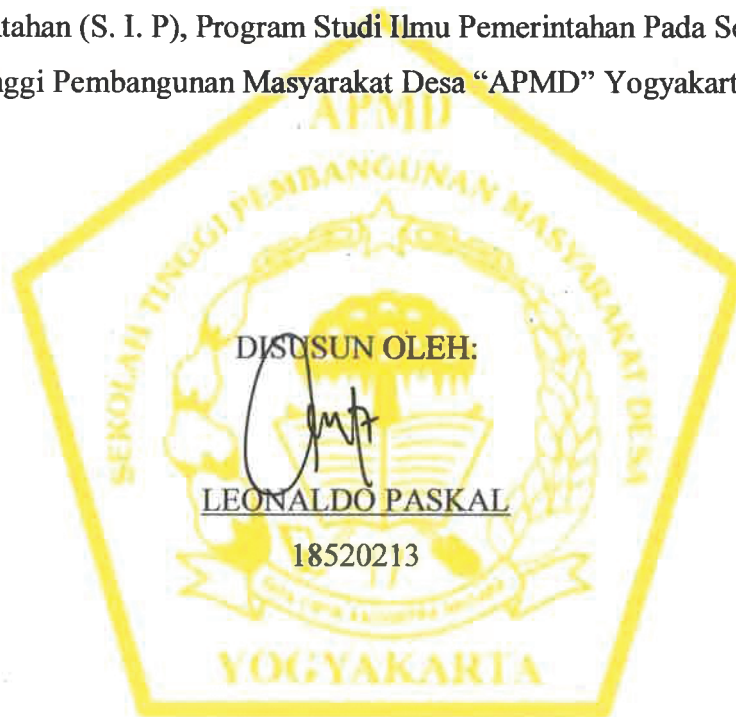 tahan (S. I. P), Program Studi Ilmu Pemerintahan Pada Se
nggi Pembangunan Masyarakat Desa “APMD” Yogyakart
APMD
SEKOLAH TINGGI PEMBANGUNAN MASYARAKAT DESA
DISUSUN OLEH:
LEONALDO PASKAL
18520213
YOGYAKARTA